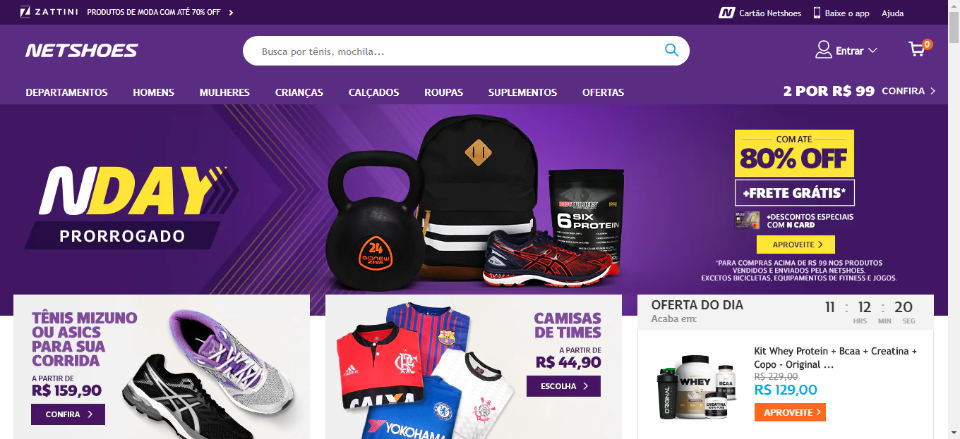 ZATTINI PRODUTOS DE MODA COM ATÉ 70% OFF
Cartão Netshoes Baixe o app Ajuda
NETSHOES
Busca por tênis, mochila...
Entrar
0
DEPARTAMENTOS HOMENS MULHERES CRIANÇAS CALÇADOS ROUPAS SUPLEMENTOS OFERTAS
2 POR R$ 99 CONFIRA
NDAY
PRORROGADO
24
6 SIX
PROTEIN
COM ATÉ
80% OFF
+FRETE GRÁTIS*
+DESCONTOS ESPECIAIS
COM N CARD
APROVEITE
*PARA COMPRAS ACIMA DE R$ 99 NOS PRODUTOS
VENDIDOS E ENVIADOS PELA NETSHOES.
EXCETOS BICICLETAS, EQUIPAMENTOS DE FITNESS E JOGOS.
TÊNIS MIZUNO
OU ASICS
PARA SUA
CORRIDA
A PARTIR DE
R$ 159,90
CONFIRA
CAMISAS
DE TIMES
A PARTIR DE
R$ 44,90
ESCOLHA
CAIXA
YOKOHAMA
OFERTA DO DIA
Acaba em:
11 : 12 : 20
HRS MIN SEG
ORIGINAL
WHEY
BCAA
CREATINA
Kit Whey Protein + Bcaa + Creatina +
Copo - Original ...
R$ 229,00
R$ 129,00
APROVEITE